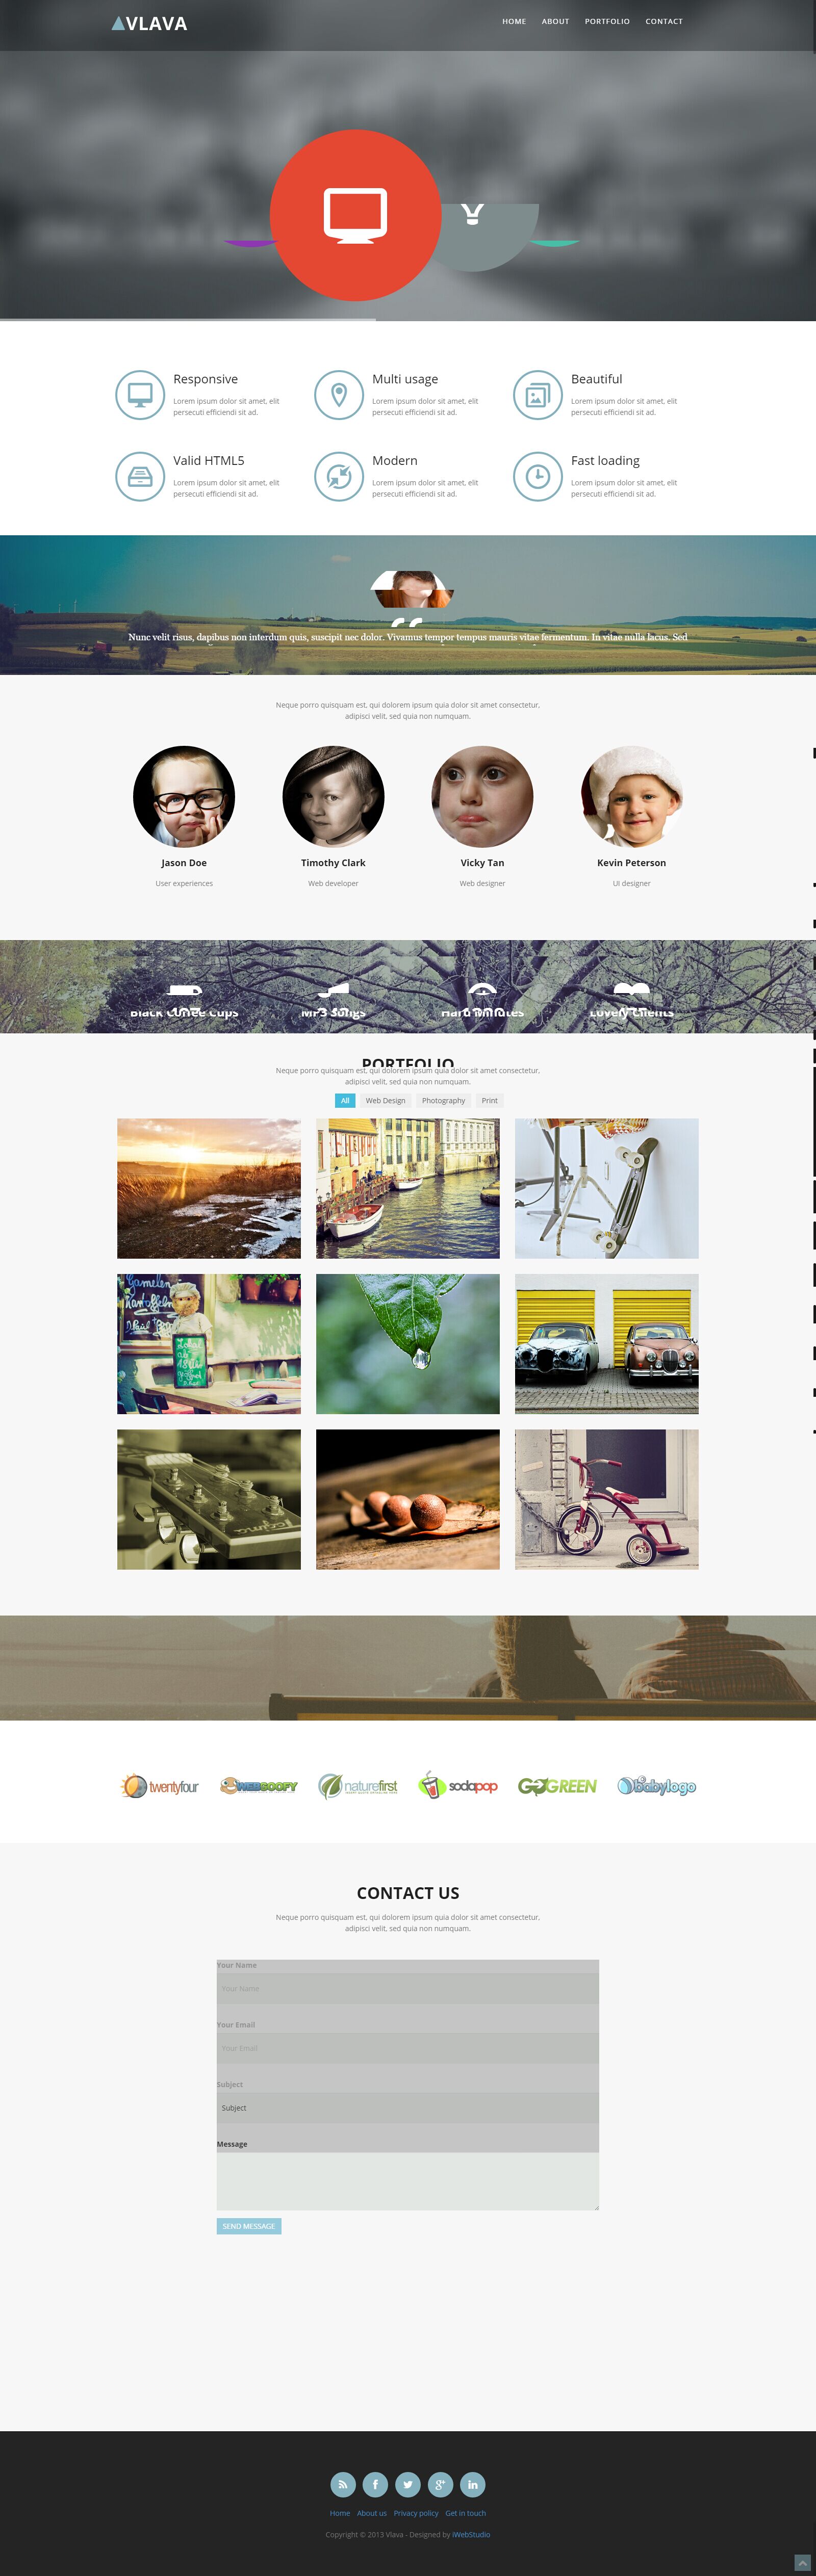 VLAVA
HOME ABOUT PORTFOLIO CONTACT
Responsive
Lorem ipsum dolor sit amet, elit
persecuti efficiendi sit ad.
Multi usage
Lorem ipsum dolor sit amet, elit
persecuti efficiendi sit ad.
Beautiful
Lorem ipsum dolor sit amet, elit
persecuti efficiendi sit ad.
Valid HTML5
Lorem ipsum dolor sit amet, elit
persecuti efficiendi sit ad.
Modern
Lorem ipsum dolor sit amet, elit
persecuti efficiendi sit ad.
Fast loading
Lorem ipsum dolor sit amet, elit
persecuti efficiendi sit ad.
Nunc velit risus, dapibus non interdum quis, suscipit nec dolor. Vivamus tempor tempus mauris vitae fermentum. In vitae nulla lacus. Sed
Neque porro quisquam est, qui dolorem ipsum quia dolor sit amet consectetur,
adipisci velit, sed quia non numquam.
Jason Doe
User experiences
Timothy Clark
Web developer
Vicky Tan
Web designer
Kevin Peterson
UI designer
Black Coffee Cups
MP3 Songs
Lovely Clients
PORTFOLIO
Neque porro quisquam est, qui dolorem ipsum quia dolor sit amet consectetur,
adipisci velit, sed quia non numquam.
All Web Design Photography Print
twentyfour
WEBGOOFY
naturefirst
sodapop
GOGREEN
babylogo
CONTACT US
Neque porro quisquam est, qui dolorem ipsum quia dolor sit amet consectetur,
adipisci velit, sed quia non numquam.
Your Name
Your Name
Your Email
Your Email
Subject
Subject
Message
SEND MESSAGE
Home About us Privacy policy Get in touch
Copyright © 2013 Vlava - Designed by iWebStudio